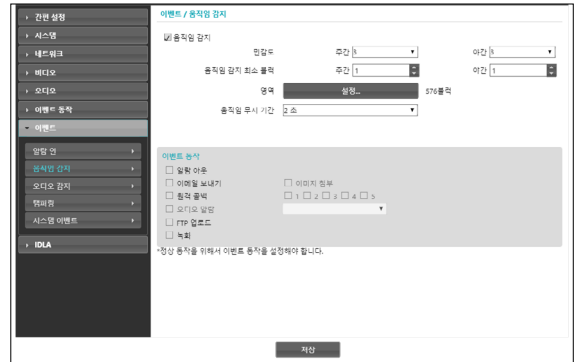 간편 설정
시스템
네트워크
비디오
오디오
이벤트 동작
이벤트
알람 인
움직임 감지
오디오 감지
탬퍼링
시스템 이벤트
IDLA
이벤트 / 움직임 감지
움직임 감지
민감도 주간 3 야간 3
움직임 감지 최소 블럭 주간 1 야간 1
영역 설정... 576블럭
움직임 무시 기간 2 초
이벤트 동작
알람 아웃
이메일 보내기 이미지 첨부
원격 콜백 1 2 3 4 5
오디오 알람
FTP 업로드
녹화
*정상 동작을 위해서 이벤트 동작을 설정해야 합니다.
저장